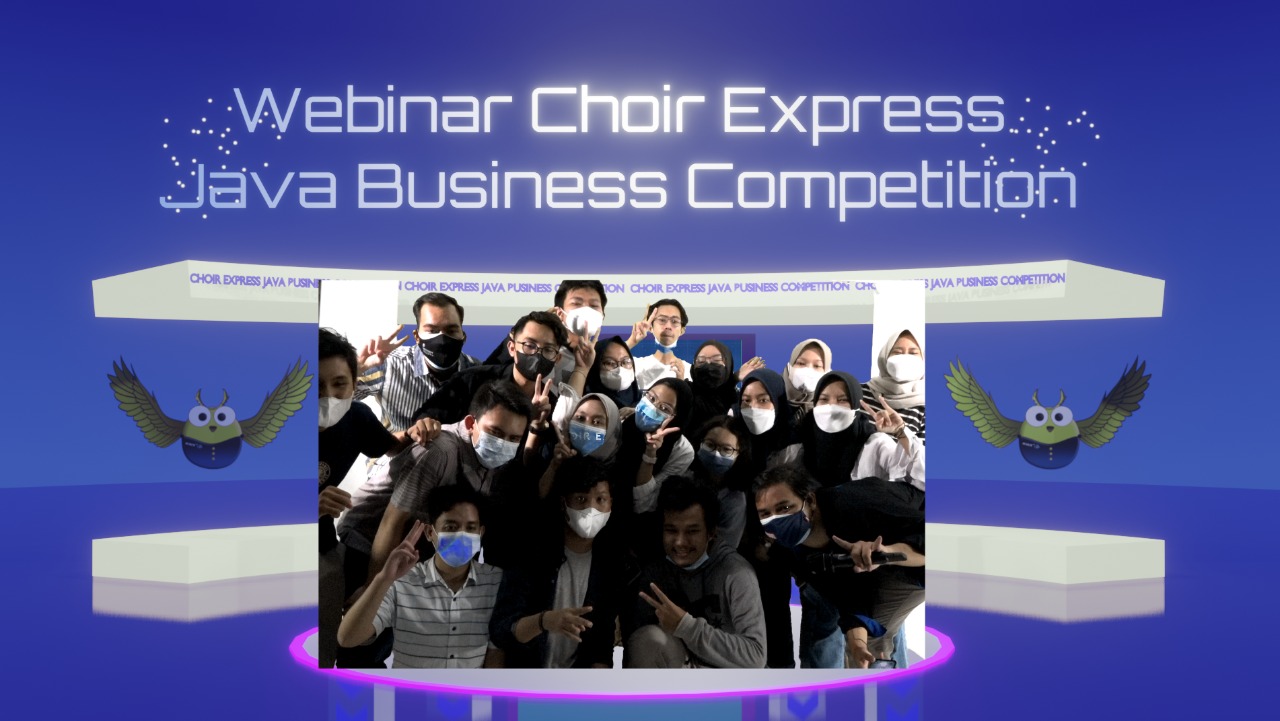 Webinar Choir Express
Java Business Competition
CHOIR EXPRESS JAVA PUSINESS CHOIR EXPRESS JAVA PUSINESS COMPETITION CHOIR EXPRESS JAVA PUSINESS COMPETITION PUSINESS COMPETITION